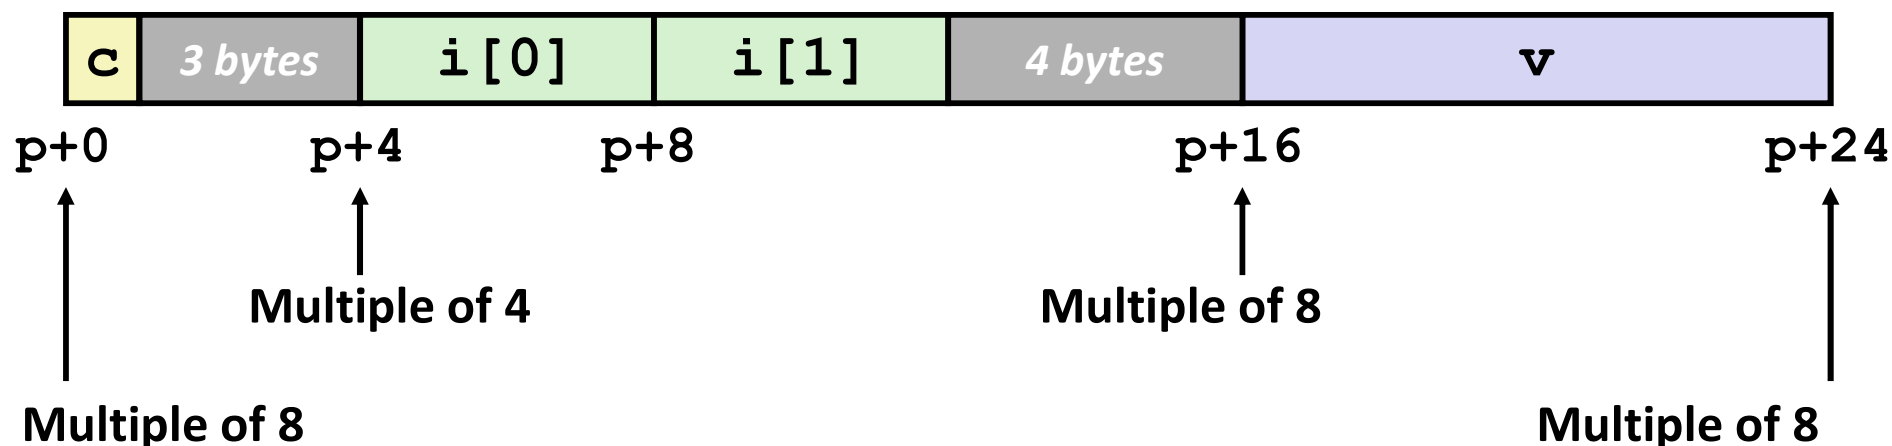 c 3 bytes i[0] i[1] 4 bytes v
p+0 p+4 p+8 p+16 p+24
Multiple of 4 Multiple of 8
Multiple of 8 Multiple of 8